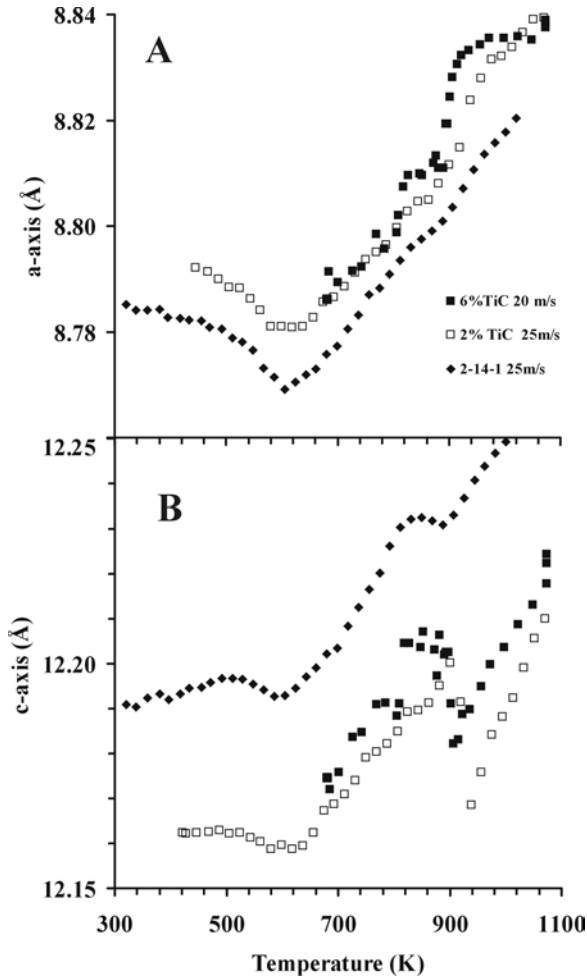 8.84
A
8.82
8.80
a-axis (Å)
6%TiC 20 m/s
2% TiC 25m/s
8.78
2-14-1 25m/s
12.25
B
12.20
c-axis (Å)
12.15
300 500 700 900 1100
Temperature (K)